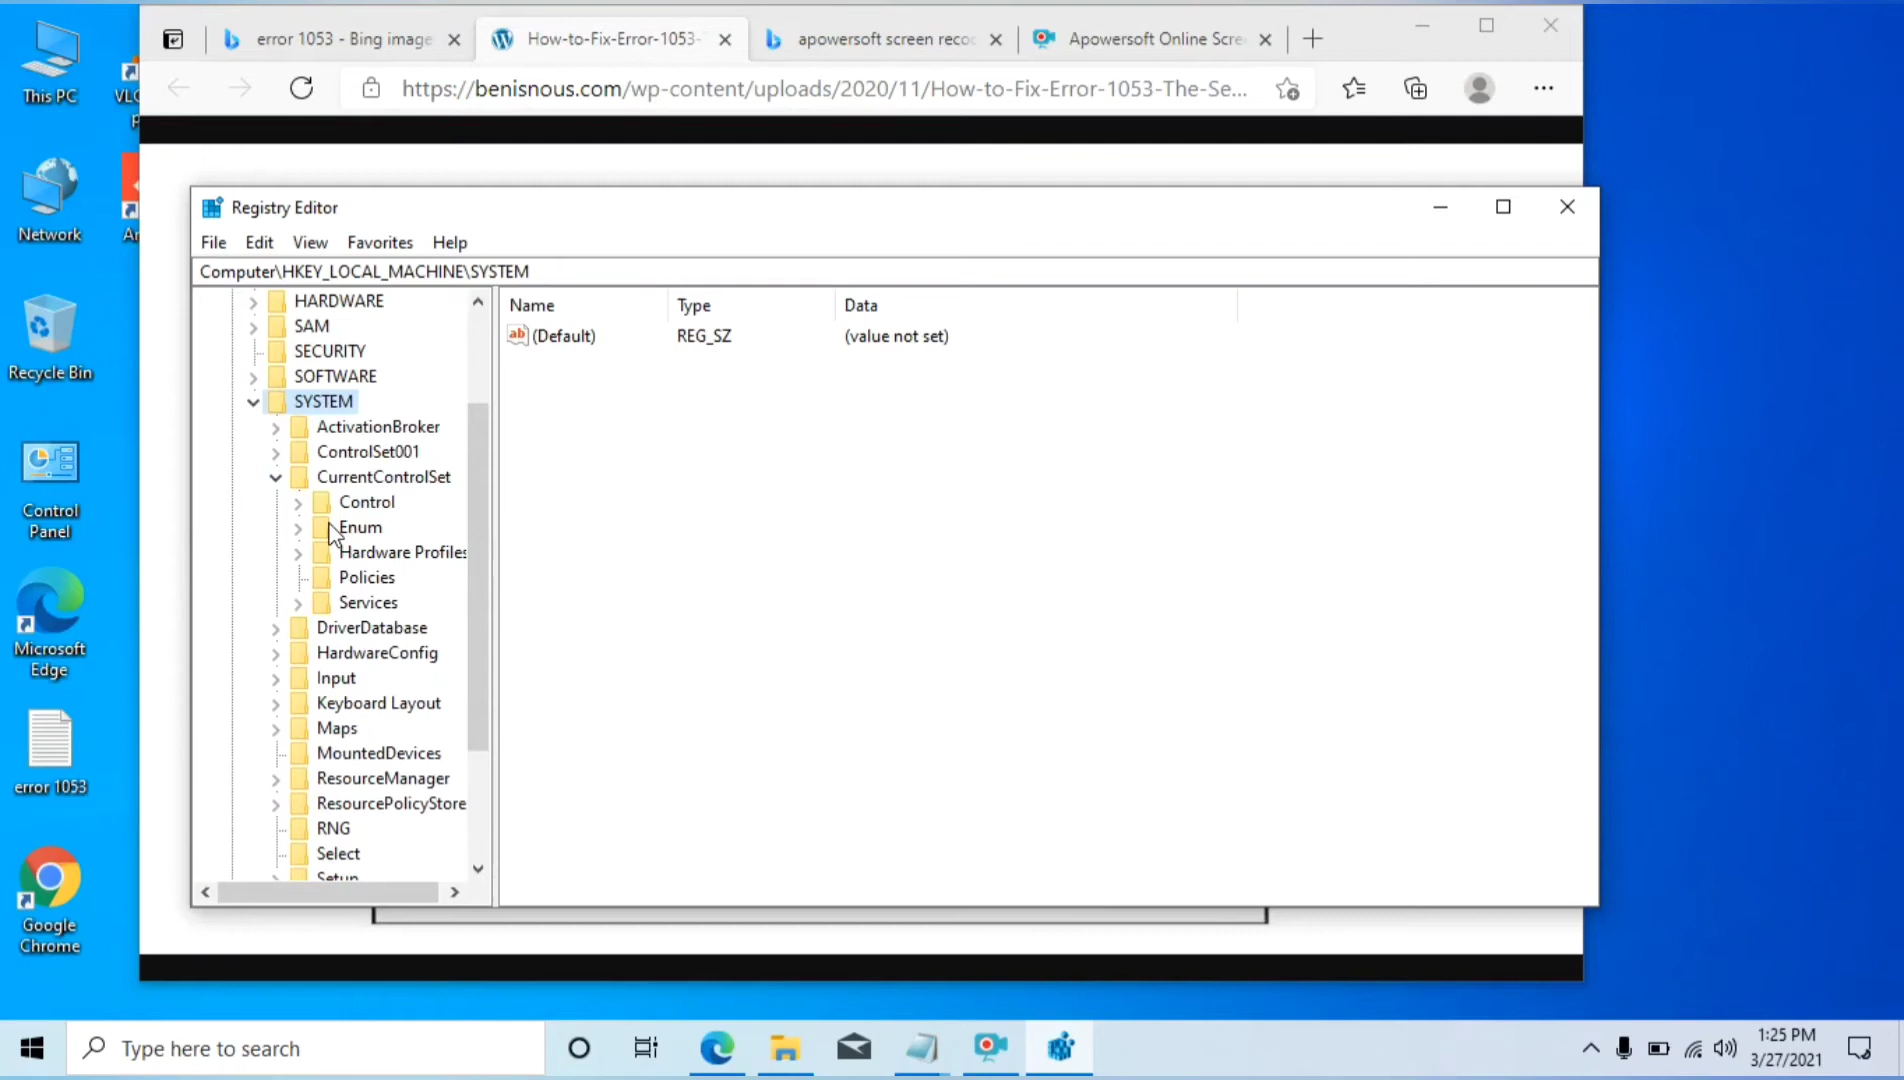 error 1053 - Bing image
How-to-Fix-Error-1053-
apowersoft screen reco
Apowersoft Online Scre
https://benisnous.com/wp-content/uploads/2020/11/How-to-Fix-Error-1053-The-Se...
This PC
VLC
p
Network
Ar
Recycle Bin
Control
Panel
Microsoft
Edge
error 1053
Google
Chrome
Registry Editor
File Edit View Favorites Help
Computer\HKEY_LOCAL_MACHINE\SYSTEM
HARDWARE
SAM
SECURITY
SOFTWARE
SYSTEM
ActivationBroker
ControlSet001
CurrentControlSet
Control
Enum
Hardware Profiles
Policies
Services
DriverDatabase
HardwareConfig
Input
Keyboard Layout
Maps
MountedDevices
ResourceManager
ResourcePolicyStore
RNG
Select
Setup
Name Type Data
ab (Default) REG_SZ (value not set)
Type here to search
1:25 PM
3/27/2021